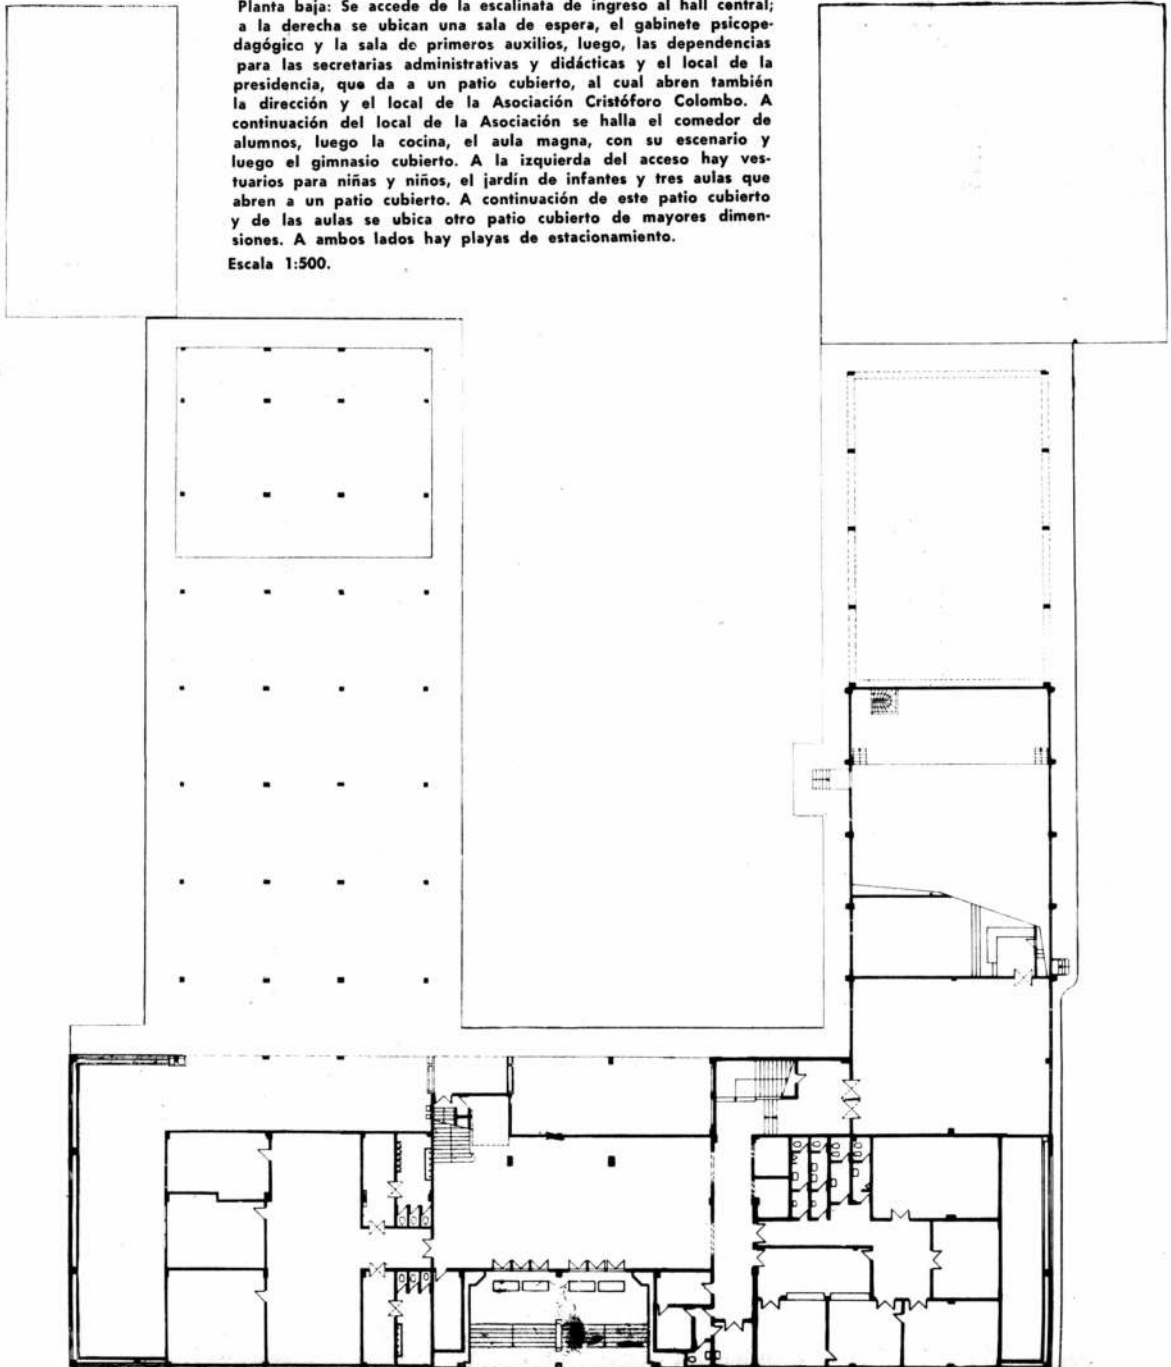 Planta baja: Se accede de la escalinata de ingreso al hall central;
a la derecha se ubican una sala de espera, el gabinete psicope-
dagógico y la sala de primeros auxilios, luego, las dependencias
para las secretarias administrativas y didácticas y el local de la
presidencia, que da a un patio cubierto, al cual abren también
la dirección y el local de la Asociación Cristóforo Colombo. A
continuación del local de la Asociación se halla el comedor de
alumnos, luego la cocina, el aula magna, con su escenario y
luego el gimnasio cubierto. A la izquierda del acceso hay ves-
tuarios para niñas y niños, el jardín de infantes y tres aulas que
abren a un patio cubierto. A continuación de este patio cubierto
y de las aulas se ubica otro patio cubierto de mayores dimen-
siones. A ambos lados hay playas de estacionamiento.
Escala 1:500.